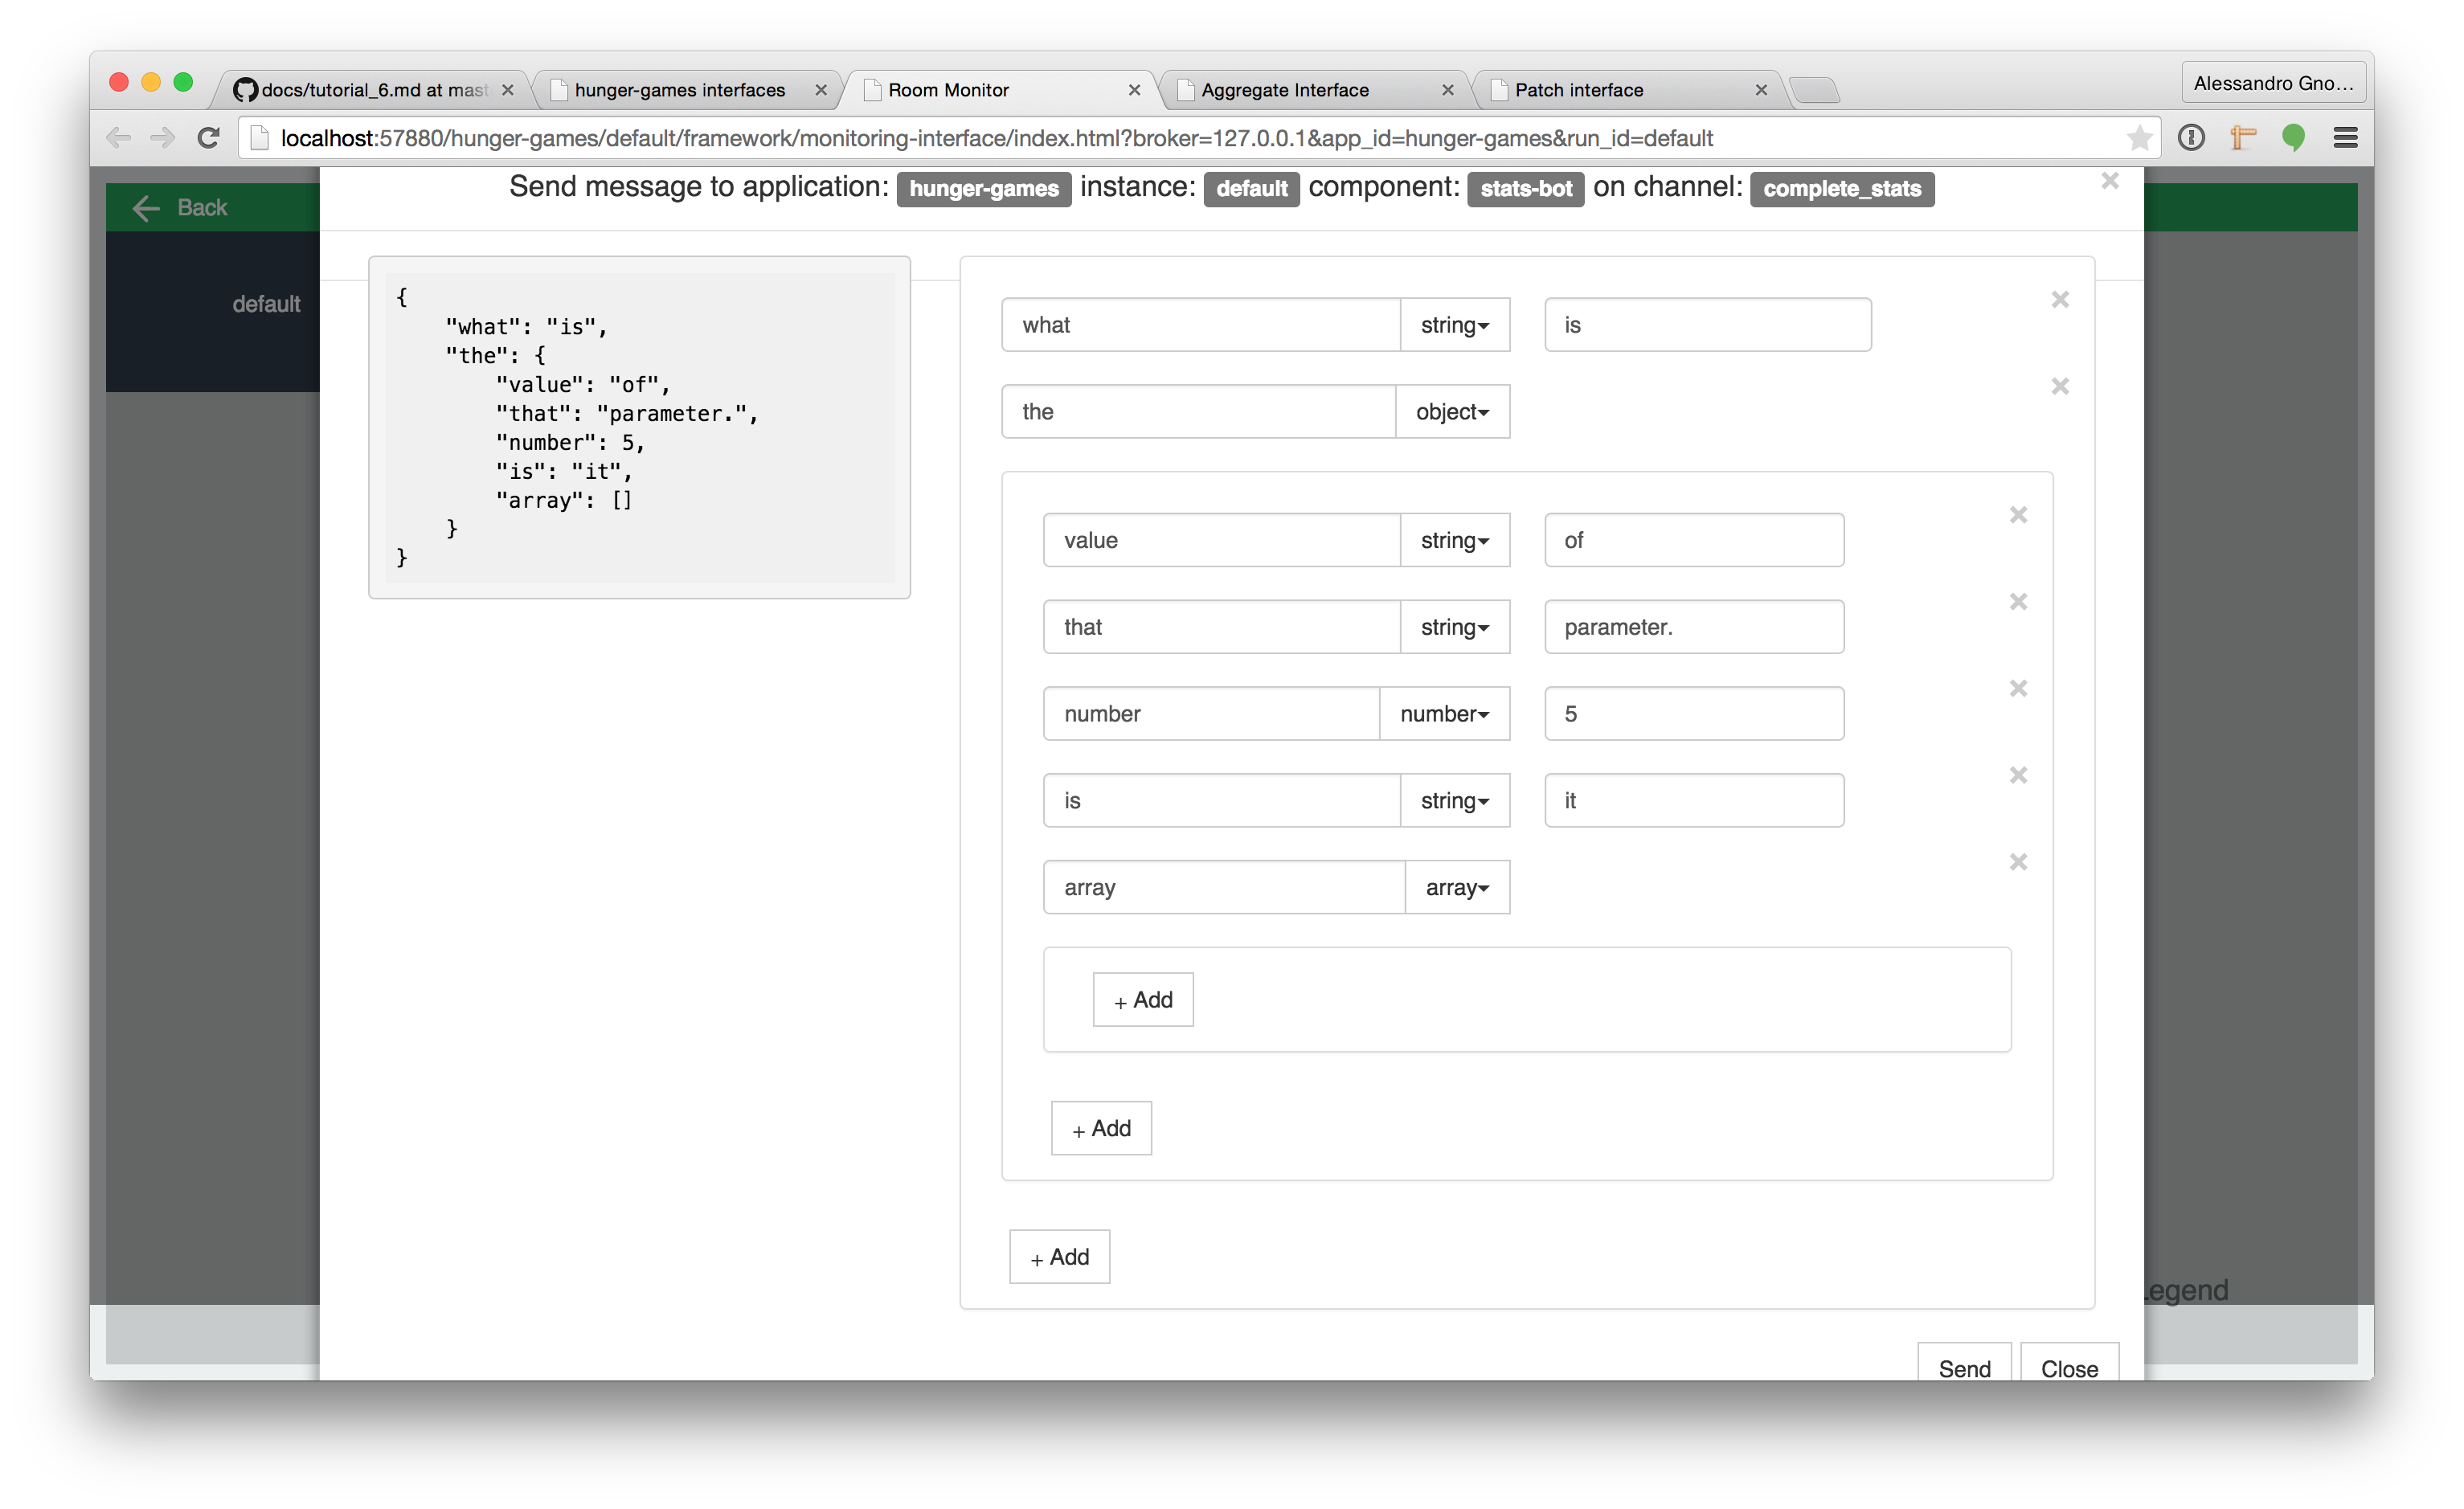 docs/tutorial_6.md at mast
hunger-games interfaces
Room Monitor
Aggregate Interface
Patch interface
Alessandro Gno...
localhost:57880/hunger-games/default/framework/monitoring-interface/index.html?broker=127.0.0.1&app_id=hunger-games&run_id=default
Back
Send message to application: hunger-games instance: default component: stats-bot on channel: complete_stats
default
{
    "what": "is",
    "the": {
        "value": "of",
        "that": "parameter.",
        "number": 5,
        "is": "it",
        "array": []
    }
}
what string is
the object
value string of
that string parameter.
number number 5
is string it
array array
+ Add
+ Add
+ Add
Legend
Send Close